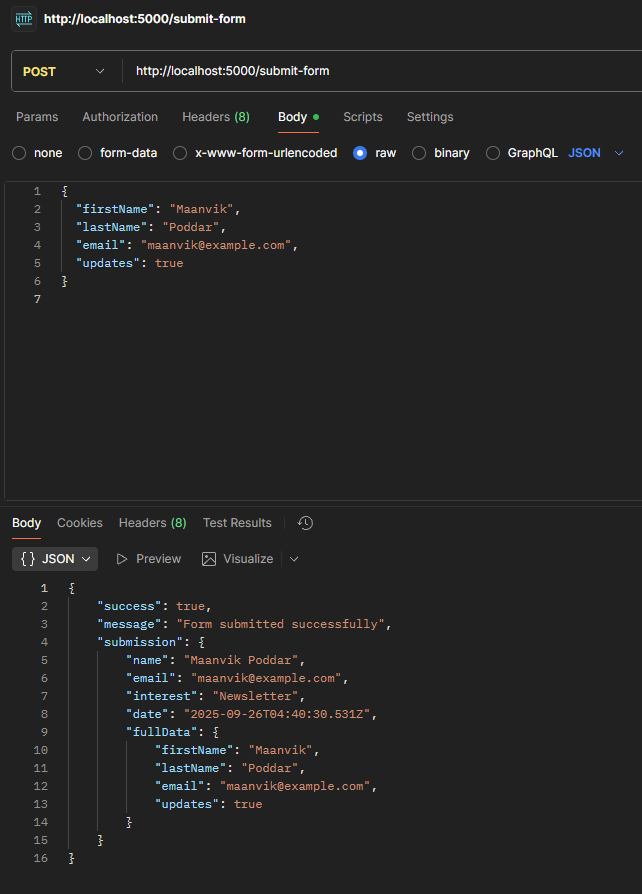 HTTP http://localhost:5000/submit-form
POST http://localhost:5000/submit-form
Params Authorization Headers (8) Body Scripts Settings
none form-data x-www-form-urlencoded raw binary GraphQL JSON
1 {
2 "firstName": "Maanvik",
3 "lastName": "Poddar",
4 "email": "maanvik@example.com",
5 "updates": true
6 }
7
Body Cookies Headers (8) Test Results
{} JSON Preview Visualize
1 {
2 "success": true,
3 "message": "Form submitted successfully",
4 "submission": {
5 "name": "Maanvik Poddar",
6 "email": "maanvik@example.com",
7 "interest": "Newsletter",
8 "date": "2025-09-26T04:40:30.531Z",
9 "fullData": {
10 "firstName": "Maanvik",
11 "lastName": "Poddar",
12 "email": "maanvik@example.com",
13 "updates": true
14 }
15 }
16 }